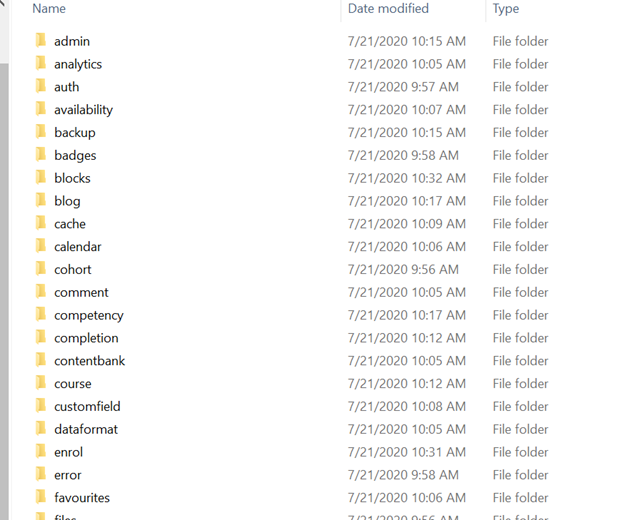 Name Date modified Type
admin 7/21/2020 10:15 AM File folder
analytics 7/21/2020 10:05 AM File folder
auth 7/21/2020 9:57 AM File folder
availability 7/21/2020 10:07 AM File folder
backup 7/21/2020 10:15 AM File folder
badges 7/21/2020 9:58 AM File folder
blocks 7/21/2020 10:32 AM File folder
blog 7/21/2020 10:17 AM File folder
cache 7/21/2020 10:09 AM File folder
calendar 7/21/2020 10:06 AM File folder
cohort 7/21/2020 9:56 AM File folder
comment 7/21/2020 10:05 AM File folder
competency 7/21/2020 10:17 AM File folder
completion 7/21/2020 10:12 AM File folder
contentbank 7/21/2020 10:05 AM File folder
course 7/21/2020 10:12 AM File folder
customfield 7/21/2020 10:08 AM File folder
dataformat 7/21/2020 10:05 AM File folder
enrol 7/21/2020 10:31 AM File folder
error 7/21/2020 9:58 AM File folder
favourites 7/21/2020 10:06 AM File folder
files 7/21/2020 9:56 AM File folder